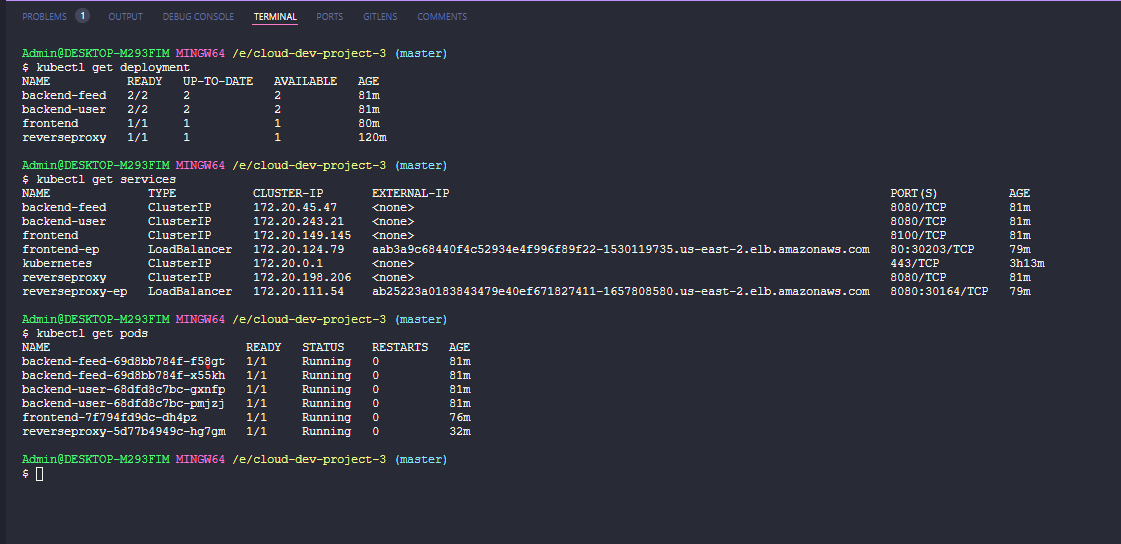 PROBLEMS 1 OUTPUT DEBUG CONSOLE TERMINAL PORTS GITLENS COMMENTS
Admin@DESKTOP-M293FIM MINGW64 /e/cloud-dev-project-3 (master)
$ kubectl get deployment
NAME READY UP-TO-DATE AVAILABLE AGE
backend-feed 2/2 2 2 81m
backend-user 2/2 2 2 81m
frontend 1/1 1 1 80m
reverseproxy 1/1 1 1 120m
Admin@DESKTOP-M293FIM MINGW64 /e/cloud-dev-project-3 (master)
$ kubectl get services
NAME TYPE CLUSTER-IP EXTERNAL-IP PORT(S) AGE
backend-feed ClusterIP 172.20.45.47 <none> 8080/TCP 81m
backend-user ClusterIP 172.20.243.21 <none> 8080/TCP 81m
frontend ClusterIP 172.20.149.145 <none> 8100/TCP 81m
frontend-ep LoadBalancer 172.20.124.79 aab3a9c68440f4c52934e4f996f89f22-1530119735.us-east-2.elb.amazonaws.com 80:30203/TCP 79m
kubernetes ClusterIP 172.20.0.1 <none> 443/TCP 3h13m
reverseproxy ClusterIP 172.20.198.206 <none> 8080/TCP 81m
reverseproxy-ep LoadBalancer 172.20.111.54 ab25223a0183843479e40ef671827411-1657808580.us-east-2.elb.amazonaws.com 8080:30164/TCP 79m
Admin@DESKTOP-M293FIM MINGW64 /e/cloud-dev-project-3 (master)
$ kubectl get pods
NAME READY STATUS RESTARTS AGE
backend-feed-69d8bb784f-f58gt 1/1 Running 0 81m
backend-feed-69d8bb784f-x55kh 1/1 Running 0 81m
backend-user-68dfd8c7bc-gxnfp 1/1 Running 0 81m
backend-user-68dfd8c7bc-pmjzj 1/1 Running 0 81m
frontend-7f794fd9dc-dh4pz 1/1 Running 0 76m
reverseproxy-5d77b4949c-hg7gm 1/1 Running 0 32m
Admin@DESKTOP-M293FIM MINGW64 /e/cloud-dev-project-3 (master)
$